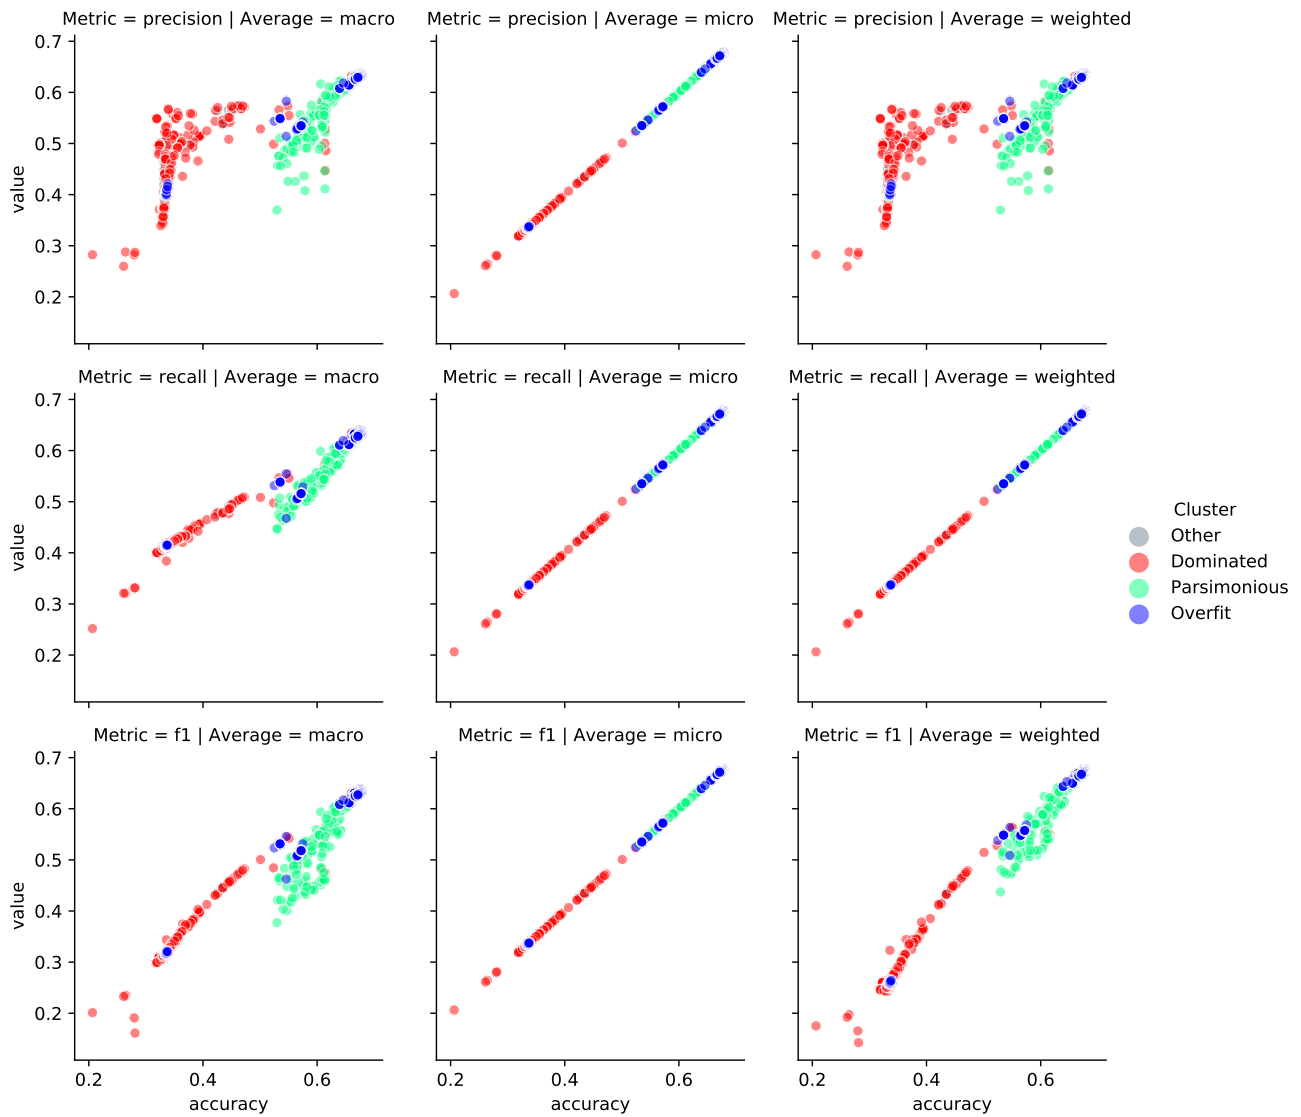 Metric = precision | Average = macro
Metric = precision | Average = micro
Metric = precision | Average = weighted
0.7
0.6
0.5
0.4
0.3
0.2
value
Metric = recall | Average = macro
Metric = recall | Average = micro
Metric = recall | Average = weighted
0.7
0.6
0.5
0.4
0.3
0.2
value
Cluster
Other
Dominated
Parsimonious
Overfit
Metric = f1 | Average = macro
Metric = f1 | Average = micro
Metric = f1 | Average = weighted
0.7
0.6
0.5
0.4
0.3
0.2
value
0.2 0.4 0.6
0.2 0.4 0.6
0.2 0.4 0.6
accuracy
accuracy
accuracy